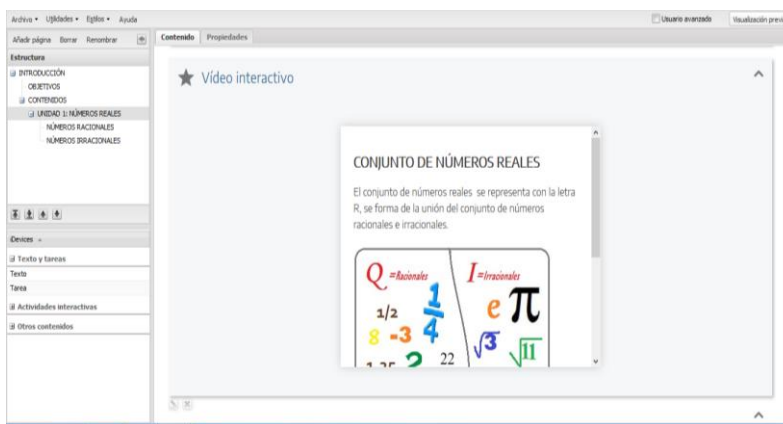 Archivo Utilidades Estilos Ayuda
Usuario avanzado
Visualización previ
Añadir página Borrar Renombrar
Contenido Propiedades
Estructura
INTRODUCCIÓN
OBJETIVOS
CONTENIDOS
UNIDAD 1: NÚMEROS REALES
NÚMEROS RACIONALES
NÚMEROS IRRACIONALES
iDevices
Texto y tareas
Texto
Tarea
Actividades interactivas
Otros contenidos
Vídeo interactivo
CONJUNTO DE NÚMEROS REALES
El conjunto de números reales se representa con la letra
R, se forma de la unión del conjunto de números
racionales e irracionales.
Q =Racionales
I =Irracionales
1/2 1/4 e π
8 -3 √3 √11
22